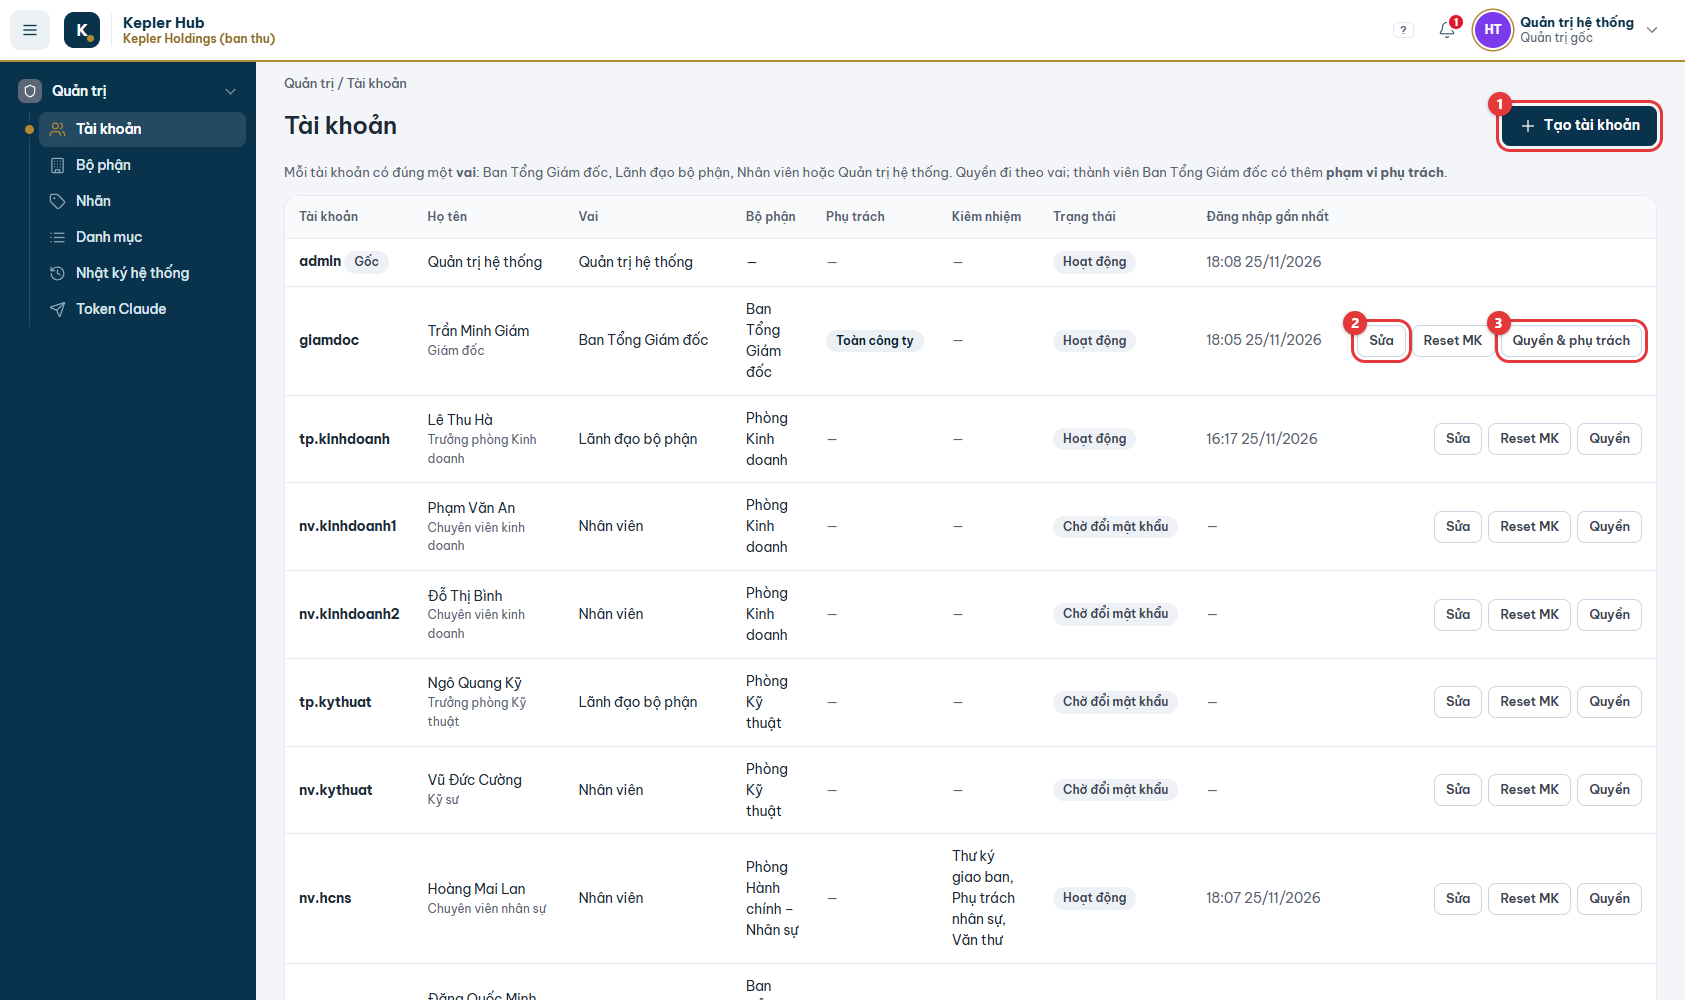 K
Kepler Hub
Kepler Holdings (ban thu)
?
1
HT
Quản trị hệ thống
Quản trị gốc
Quản trị
Tài khoản
Bộ phận
Nhãn
Danh mục
Nhật ký hệ thống
Token Claude
Quản trị / Tài khoản
Tài khoản
1
+ Tạo tài khoản
Mỗi tài khoản có đúng một vai: Ban Tổng Giám đốc, Lãnh đạo bộ phận, Nhân viên hoặc Quản trị hệ thống. Quyền đi theo vai; thành viên Ban Tổng Giám đốc có thêm phạm vi phụ trách.
Tài khoản Họ tên Vai Bộ phận Phụ trách Kiêm nhiệm Trạng thái Đăng nhập gần nhất
admin Gốc Quản trị hệ thống Quản trị hệ thống — — — Hoạt động 18:08 25/11/2026
giamdoc
Trần Minh Giám
Giám đốc
Ban Tổng Giám đốc
Ban
Tổng
Giám
đốc
Toàn công ty — Hoạt động 18:05 25/11/2026
2
Sửa Reset MK
3
Quyền & phụ trách
tp.kinhdoanh
Lê Thu Hà
Trưởng phòng Kinh
doanh
Lãnh đạo bộ phận
Phòng
Kinh
doanh
— — Hoạt động 16:17 25/11/2026 Sửa Reset MK Quyền
nv.kinhdoanh1
Phạm Văn An
Chuyên viên kinh
doanh
Nhân viên
Phòng
Kinh
doanh
— — Chờ đổi mật khẩu — Sửa Reset MK Quyền
nv.kinhdoanh2
Đỗ Thị Bình
Chuyên viên kinh
doanh
Nhân viên
Phòng
Kinh
doanh
— — Chờ đổi mật khẩu — Sửa Reset MK Quyền
tp.kythuat
Ngô Quang Kỹ
Trưởng phòng Kỹ
thuật
Lãnh đạo bộ phận
Phòng
Kỹ
thuật
— — Chờ đổi mật khẩu — Sửa Reset MK Quyền
nv.kythuat
Vũ Đức Cường
Kỹ sư
Nhân viên
Phòng
Kỹ
thuật
— — Chờ đổi mật khẩu — Sửa Reset MK Quyền
nv.hcns
Hoàng Mai Lan
Chuyên viên nhân sự
Nhân viên
Phòng
Hành
chính –
Nhân sự
—
Thư ký
giao ban,
Phụ trách
nhân sự,
Văn thư
Hoạt động 18:07 25/11/2026 Sửa Reset MK Quyền
Đặng Quốc Minh
Ban